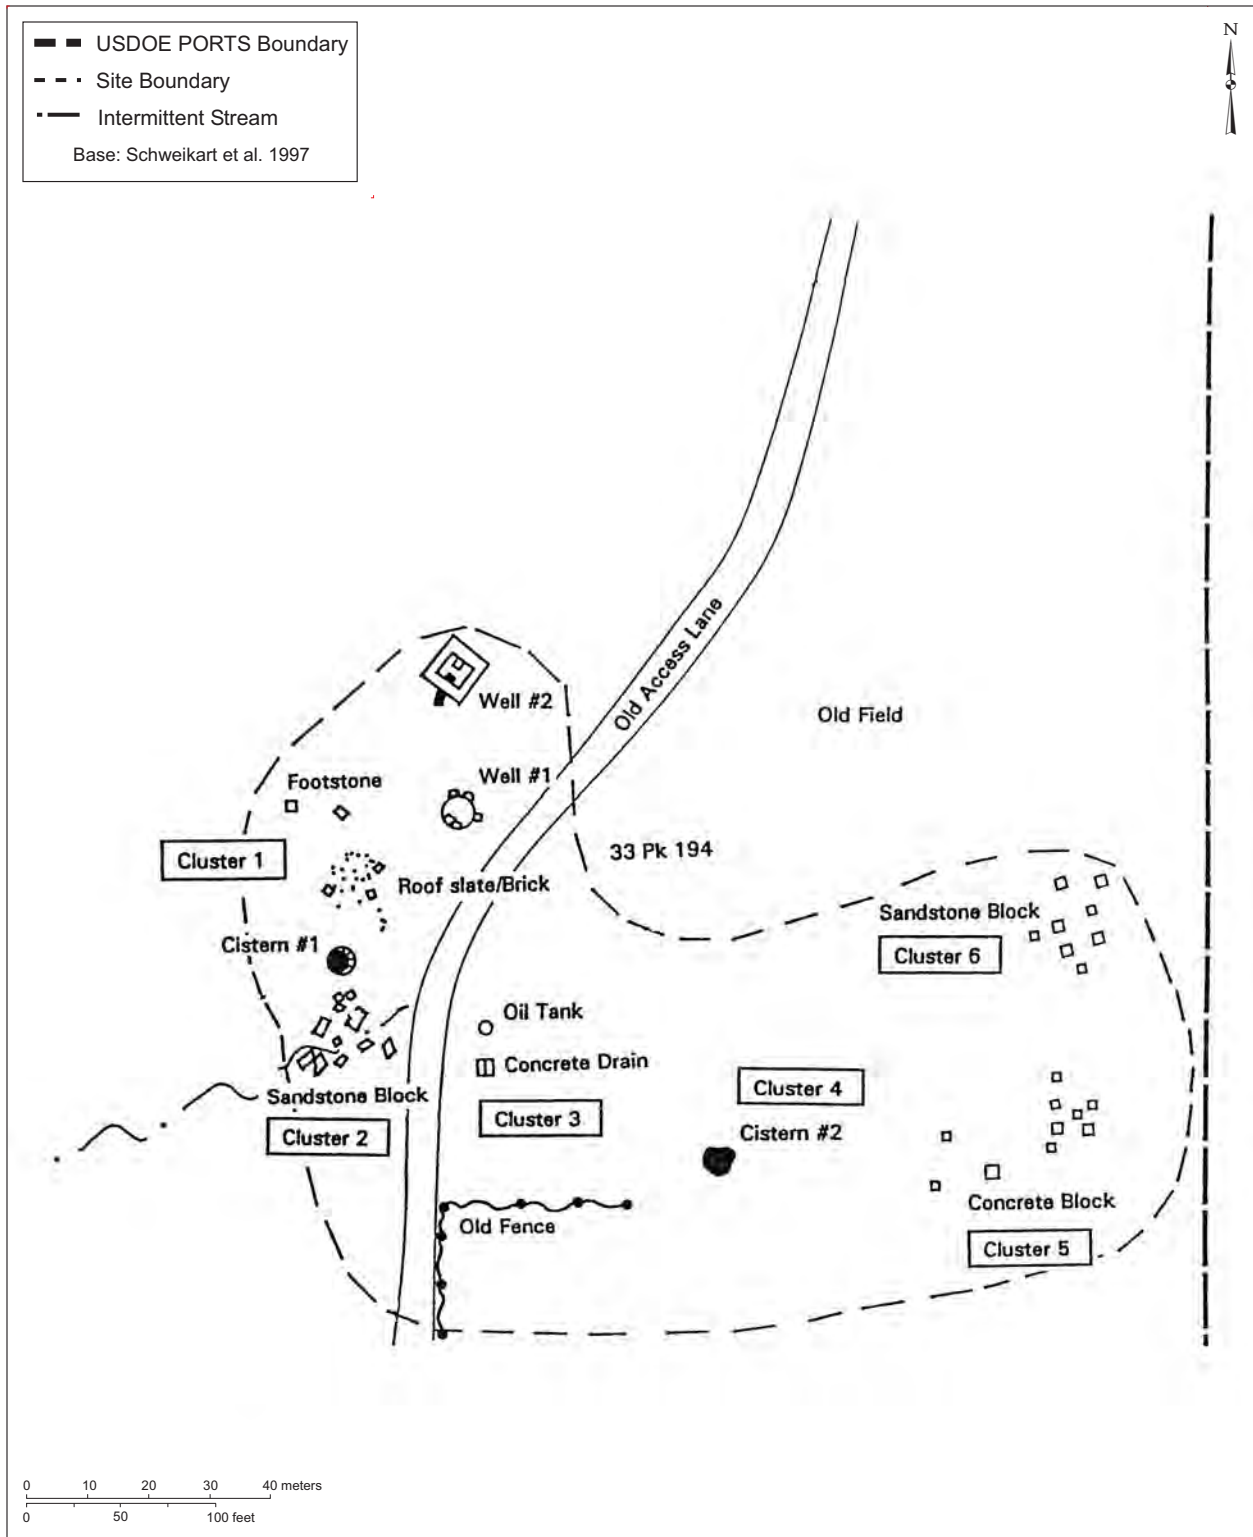 N
USDOE PORTS Boundary
Site Boundary
Intermittent Stream
Base: Schweikart et al. 1997
Old Access Lane
Well #2
Old Field
Well #1
Footstone
33 Pk 194
Cluster 1
Roof slate/Brick
Sandstone Block
Cistern #1
Cluster 6
Oil Tank
Concrete Drain
Cluster 4
Sandstone Block
Cluster 3
Cluster 2
Cistern #2
Concrete Block
Old Fence
Cluster 5
0 10 20 30 40 meters
0 50 100 feet